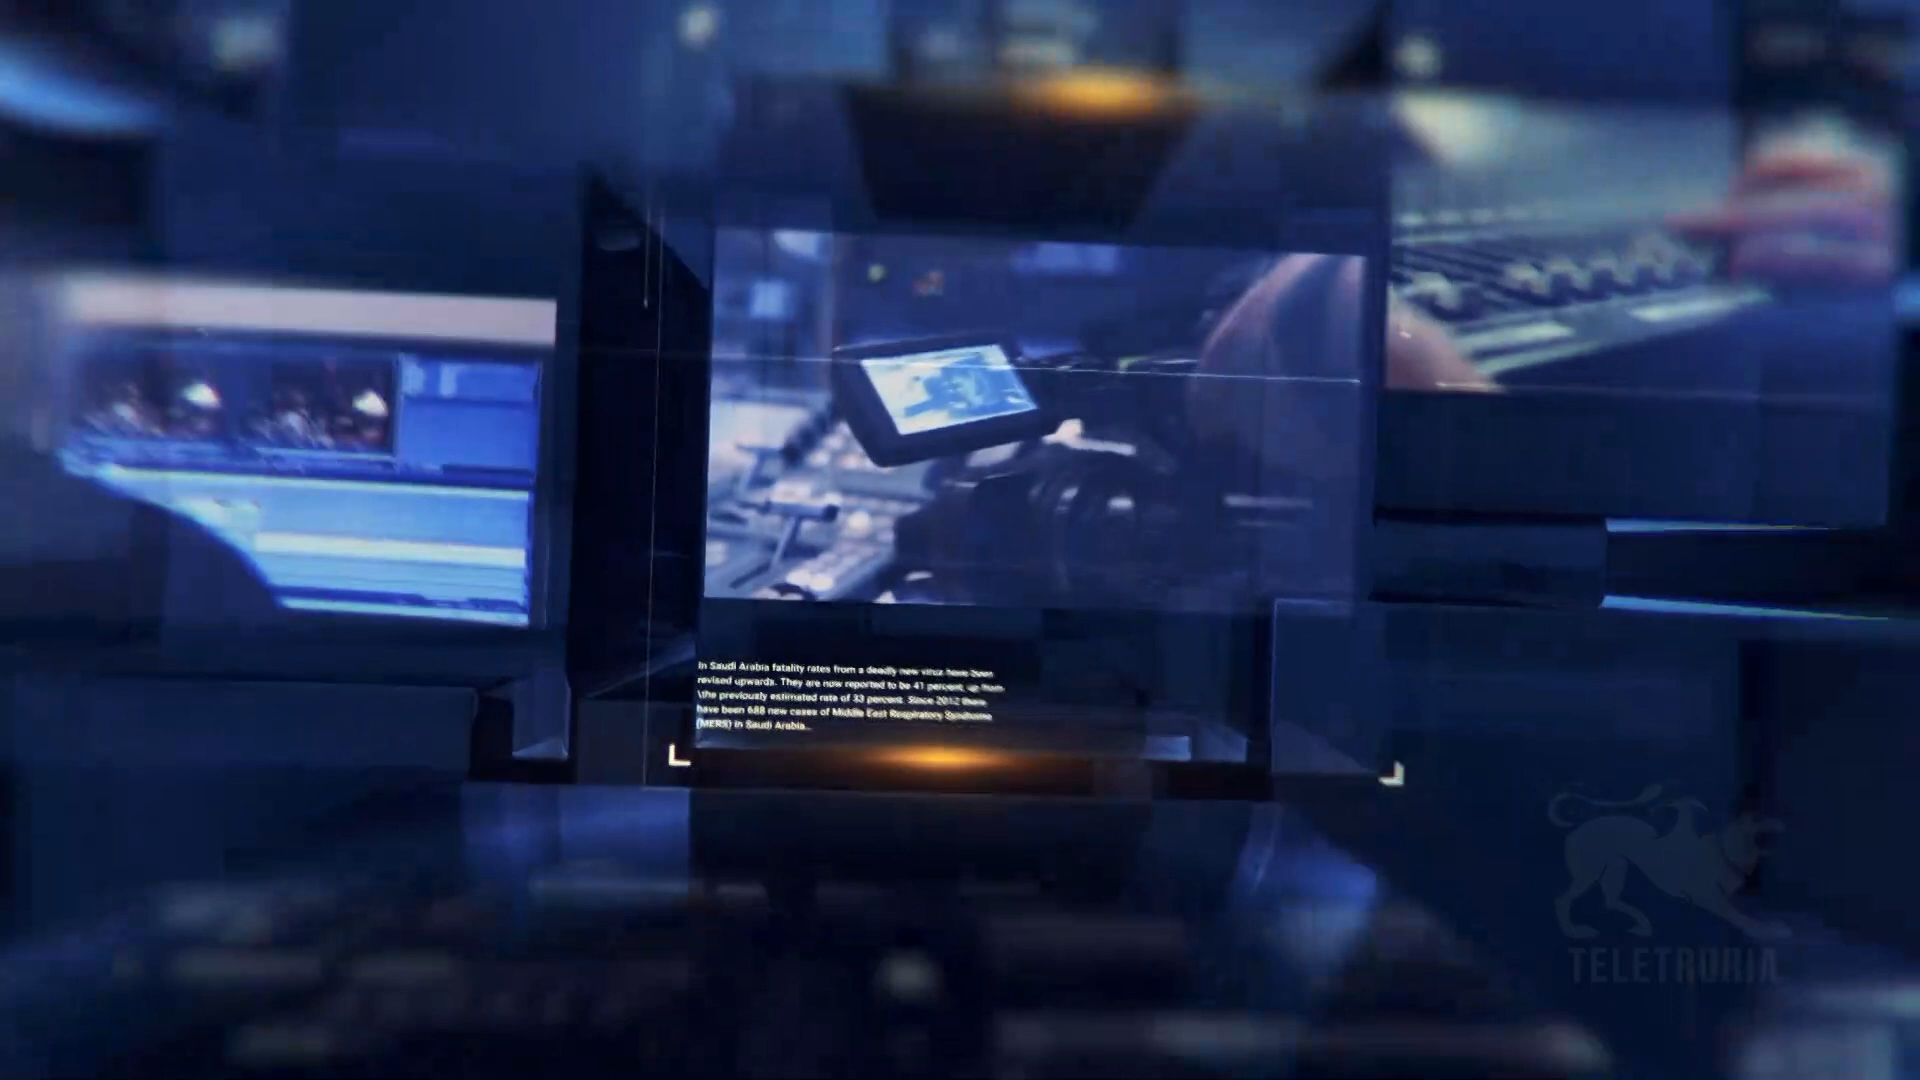 In Saudi Arabia fatality rates from a deadly new virus have been
revised upwards. They are now reported to be 41 percent, up from
\the previously estimated rate of 33 percent. Since 2012 there
have been 688 new cases of Middle East Respiratory Syndrome
(MERS) in Saudi Arabia...
TELETRURIA